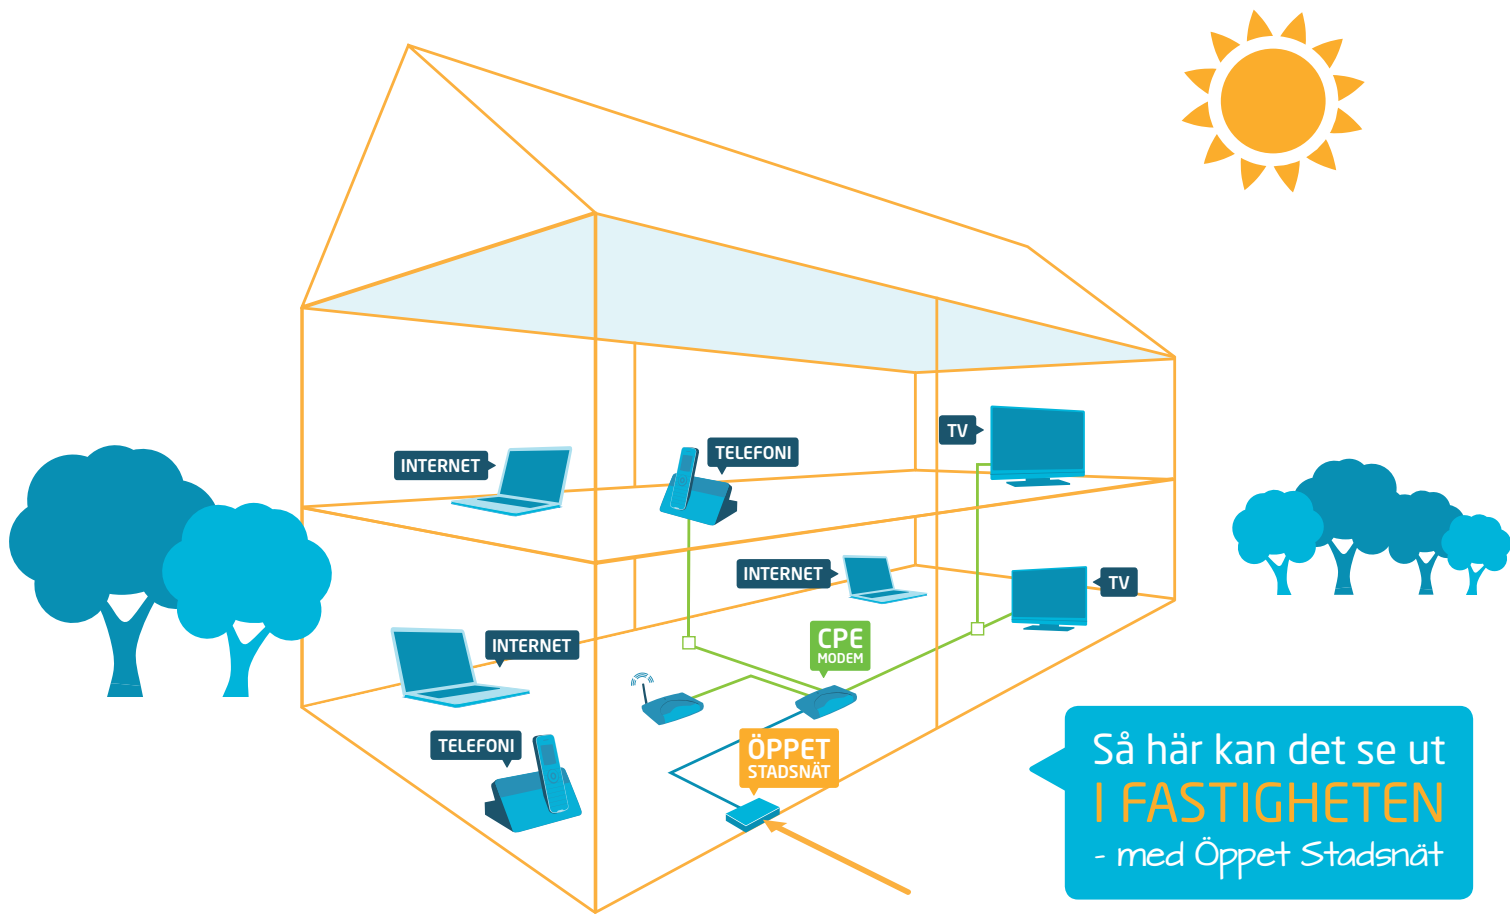 TV
INTERNET
TELEFONI
INTERNET
TV
CPE
MODEM
INTERNET
TELEFONI
ÖPPET
STADSNÄT
Så här kan det se ut
I FASTIGHETEN
- med Öppet Stadsnät